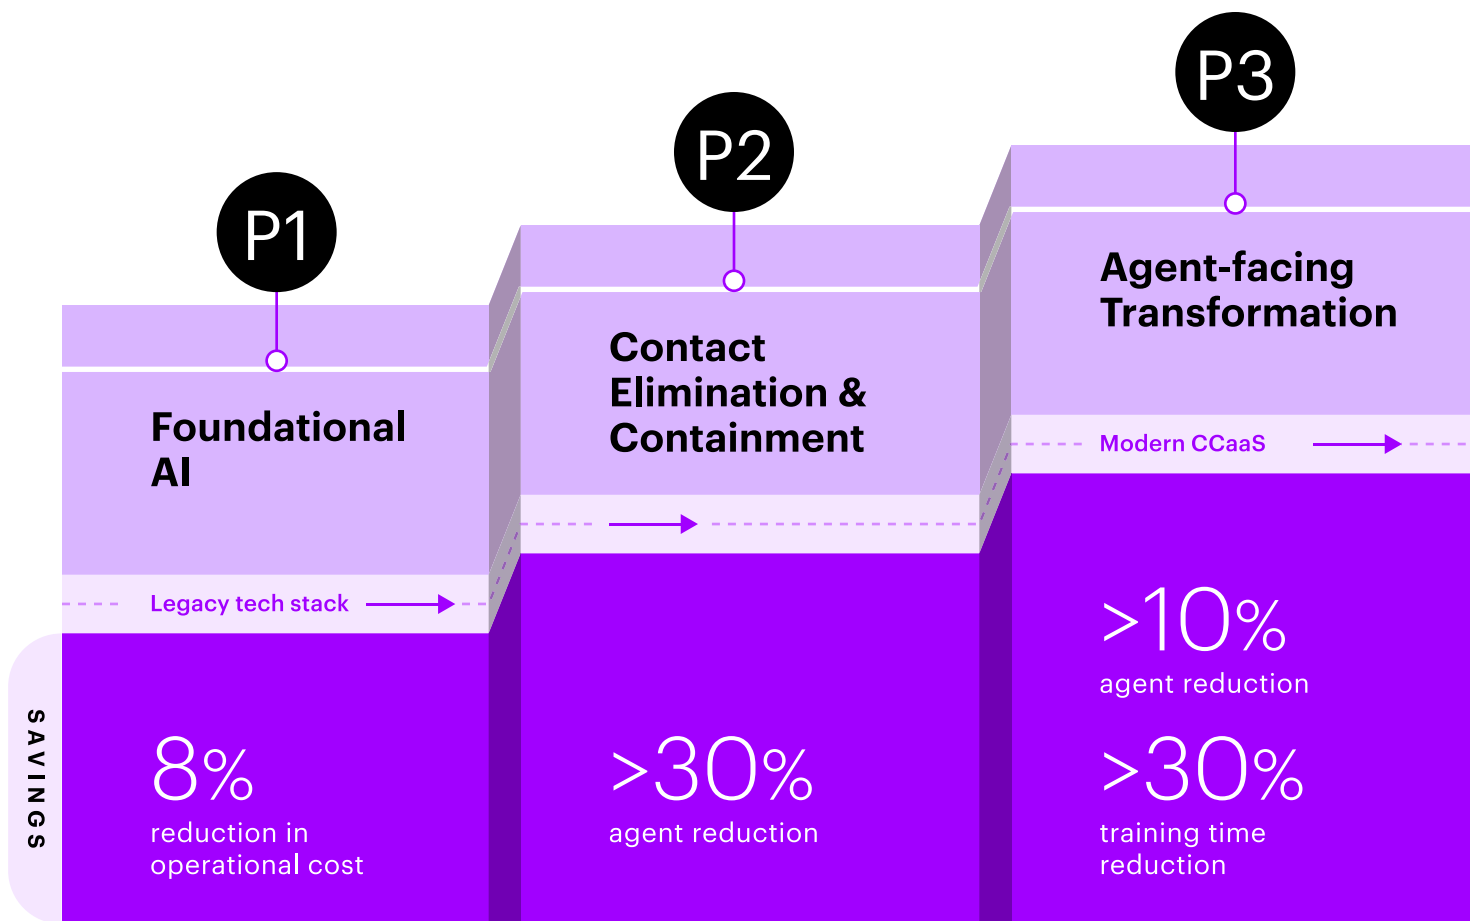 P1
Foundational
AI
Legacy tech stack
SAVINGS
8%
reduction in
operational cost
P2
Contact
Elimination &
Containment
>30%
agent reduction
P3
Agent-facing
Transformation
Modern CCaaS
>10%
agent reduction
>30%
training time
reduction